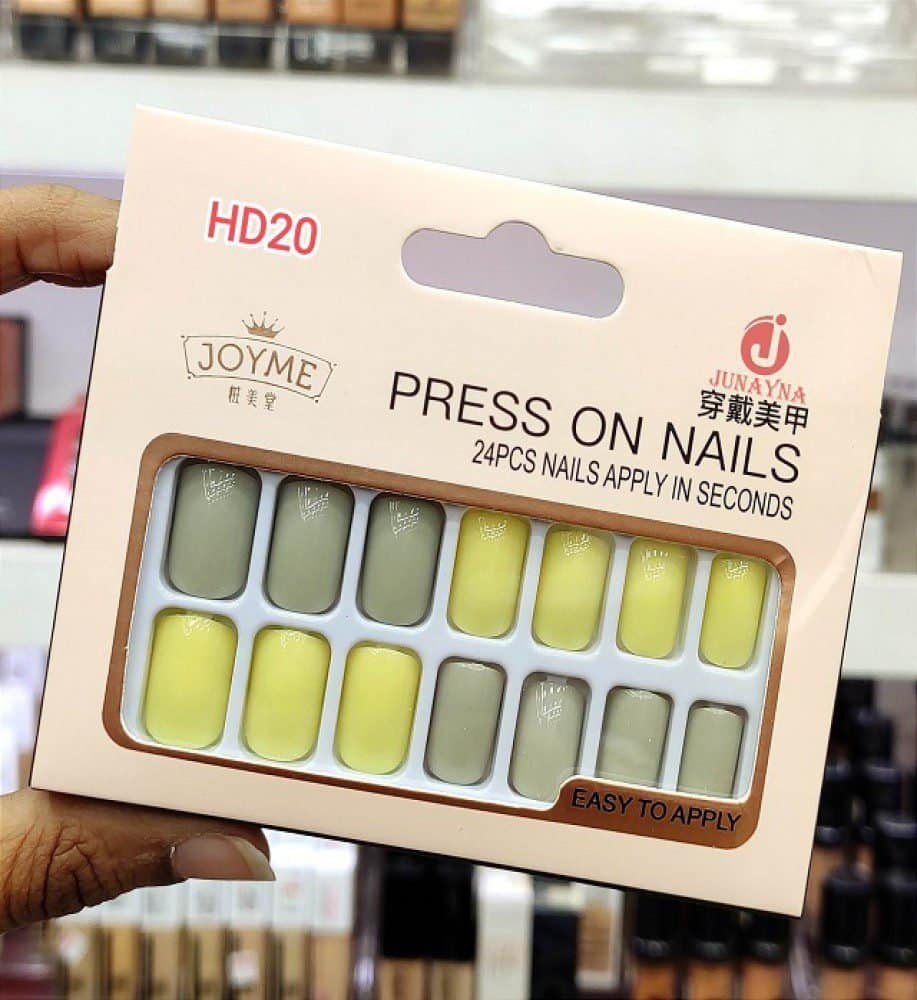 HD20
JOYME
粧美堂
JUNAYNA
穿戴美甲
PRESS ON NAILS
24PCS NAILS APPLY IN SECONDS
EASY TO APPLY